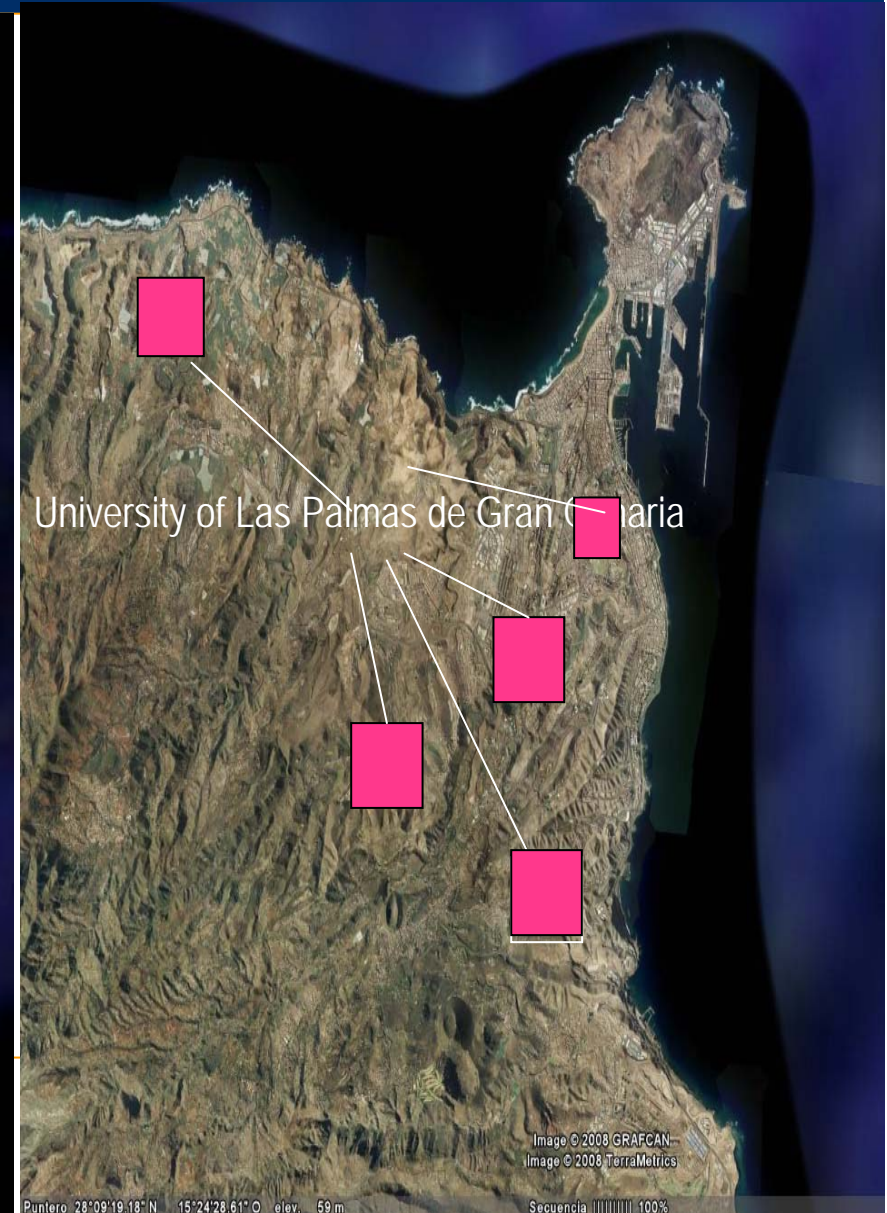 University of Las Palmas de Gran Canaria
Image © 2008 GRAFCAN
Image © 2008 TerraMetrics
Puntero 28°09'19.18" N 15°24'28.61" O elev. 59 m Secuencia |||||||||| 100%